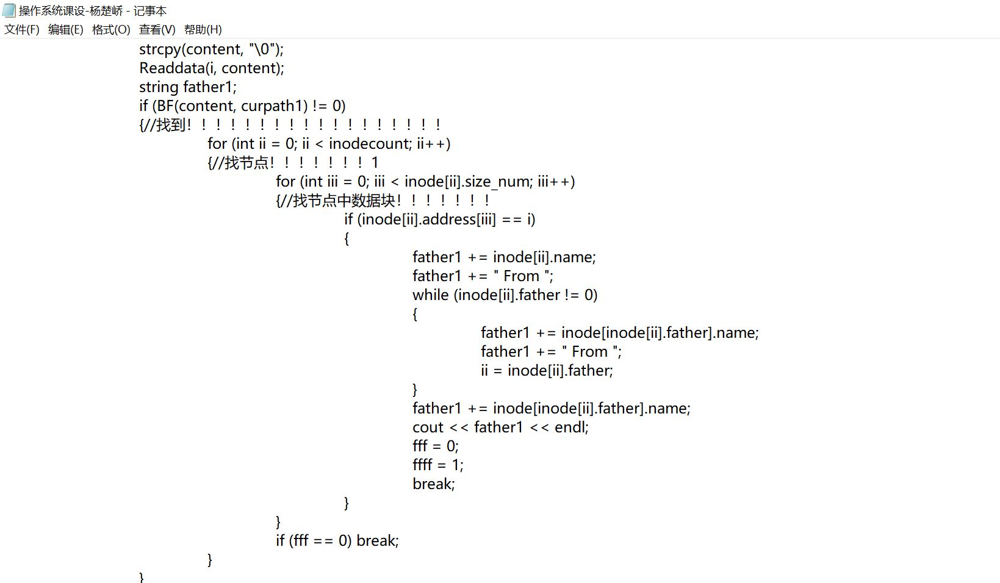 操作系统课设-杨楚峤 - 记事本
文件(F) 编辑(E) 格式(O) 查看(V) 帮助(H)
strcpy(content, "\0");
Readdata(i, content);
string father1;
if (BF(content, curpath1) != 0)
{//找到！！！！！！！！！！！！！！！！！！
for (int ii = 0; ii < inodecount; ii++)
{//找节点！！！！！！！1
for (int iii = 0; iii < inode[ii].size_num; iii++)
{//找节点中数据块！！！！！！！
if (inode[ii].address[iii] == i)
{
father1 += inode[ii].name;
father1 += " From ";
while (inode[ii].father != 0)
{
father1 += inode[inode[ii].father].name;
father1 += " From ";
ii = inode[ii].father;
}
father1 += inode[inode[ii].father].name;
cout << father1 << endl;
fff = 0;
ffff = 1;
break;
}
}
if (fff == 0) break;
}
}